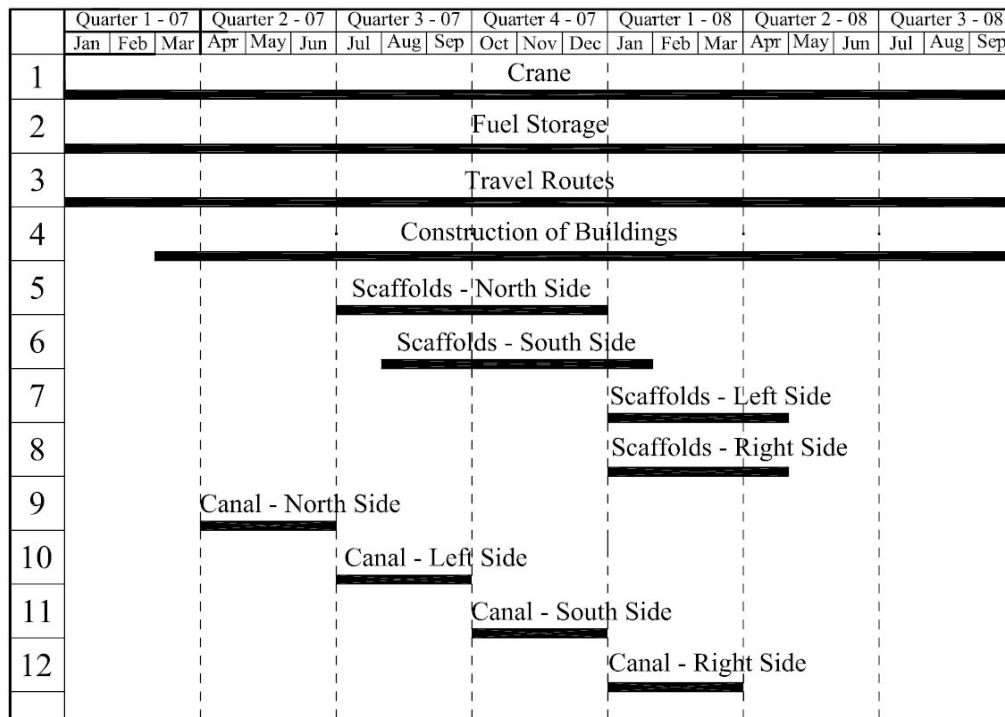 Quarter 1 - 07 Quarter 2 - 07 Quarter 3 - 07 Quarter 4 - 07 Quarter 1 - 08 Quarter 2 - 08 Quarter 3 - 08
Jan Feb Mar Apr May Jun Jul Aug Sep Oct Nov Dec Jan Feb Mar Apr May Jun Jul Aug Sep
1 Crane
2 Fuel Storage
3 Travel Routes
4 Construction of Buildings
5 Scaffolds - North Side
6 Scaffolds - South Side
7 Scaffolds - Left Side
8 Scaffolds - Right Side
9 Canal - North Side
10 Canal - Left Side
11 Canal - South Side
12 Canal - Right Side